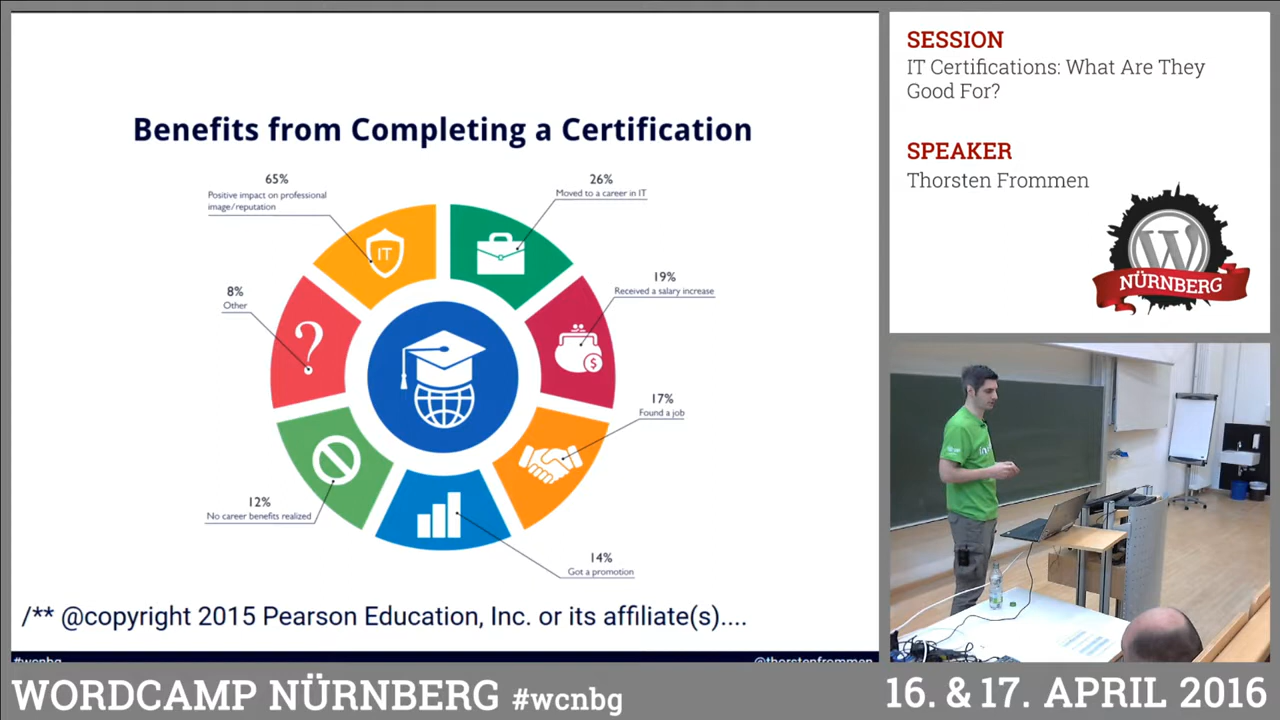 Benefits from Completing a Certification
65%
Positive impact on professional
image/reputation
26%
Moved to a career in IT
IT
19%
Received a salary increase
$
8%
Other
?
17%
Found a job
12%
No career benefits realized
14%
Got a promotion
/** @copyright 2015 Pearson Education, Inc. or its affiliate(s)....
#wcnbg
@thorstenfrommen
SESSION
IT Certifications: What Are They
Good For?
SPEAKER
Thorsten Frommen
W
NÜRNBERG
WORDCAMP NÜRNBERG #wcnbg
16. & 17. APRIL 2016